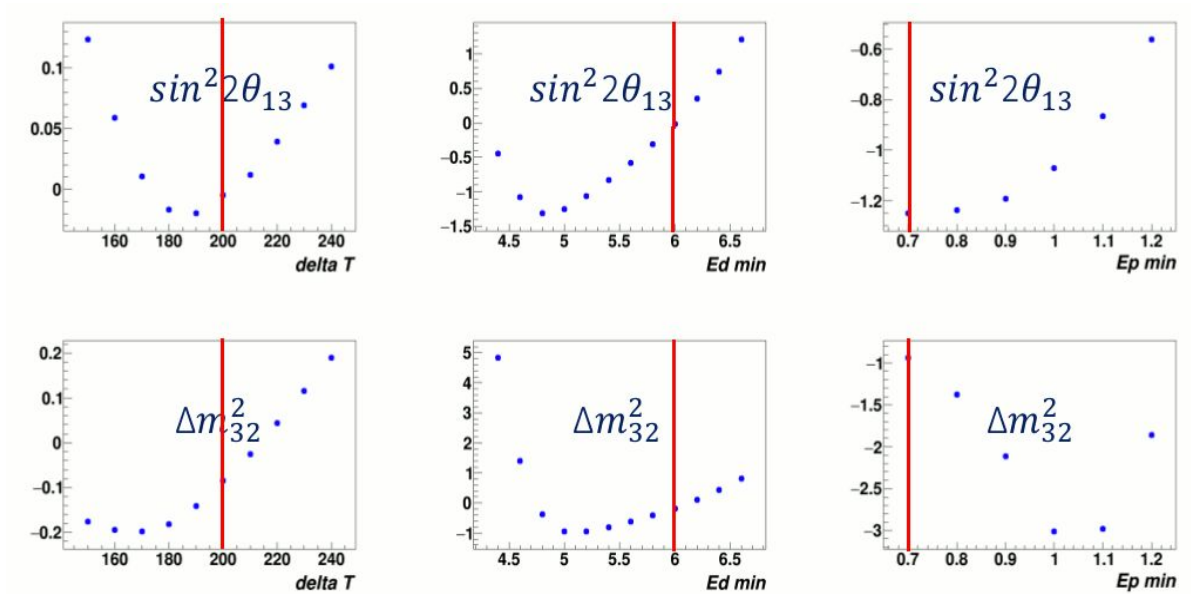 0.1
0.05
0
160 180 200 220 240
delta T
sin²2θ₁₃
1
0.5
0
−0.5
−1
−1.5
4.5 5 5.5 6 6.5
Ed min
sin²2θ₁₃
−0.6
−0.8
−1
−1.2
0.7 0.8 0.9 1 1.1 1.2
Ep min
sin²2θ₁₃
0.2
0.1
0
−0.1
−0.2
160 180 200 220 240
delta T
Δm²₃₂
5
4
3
2
1
0
−1
4.5 5 5.5 6 6.5
Ed min
Δm²₃₂
−1
−1.5
−2
−2.5
−3
0.7 0.8 0.9 1 1.1 1.2
Ep min
Δm²₃₂